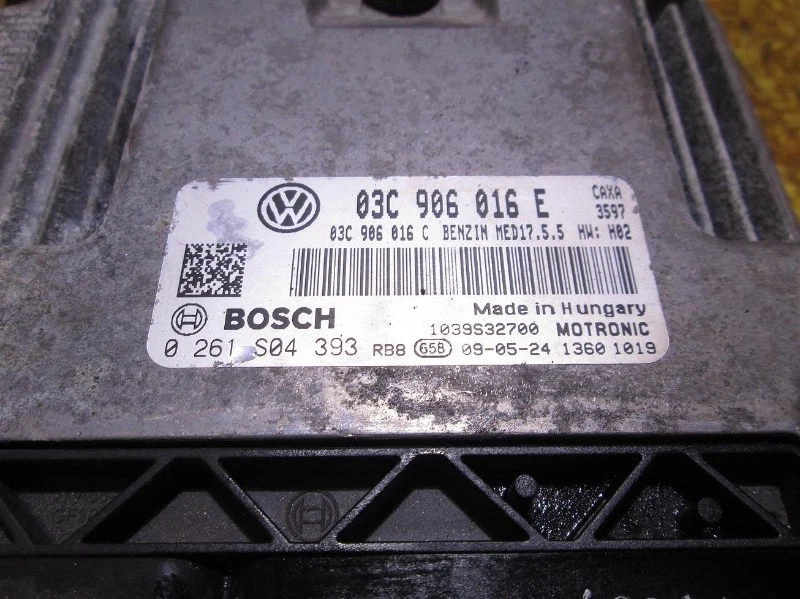 03C 906 016 E CAXA
3597
03C 906 016 C BENZIN MED17.5.5 HW: H02
Made in Hungary
BOSCH 1039S32700 MOTRONIC
0 261 S04 393 RB8 65B 09-05-24 1360 1019